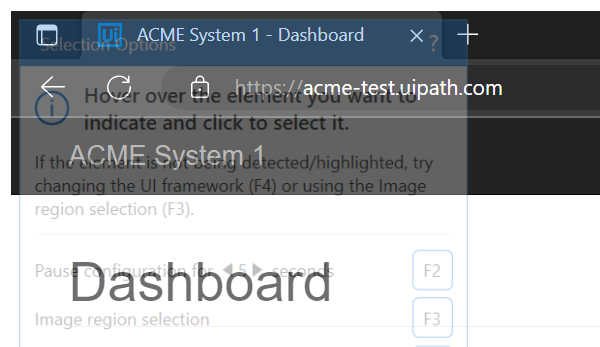 Ui ACME System 1 - Dashboard
Selection Options ?
https://acme-test.uipath.com
Hover over the element you want to
indicate and click to select it.
ACME System 1
If the element is not being detected/highlighted, try
changing the UI framework (F4) or using the Image
region selection (F3).
Pause configuration for 5 seconds F2
Dashboard
Image region selection F3